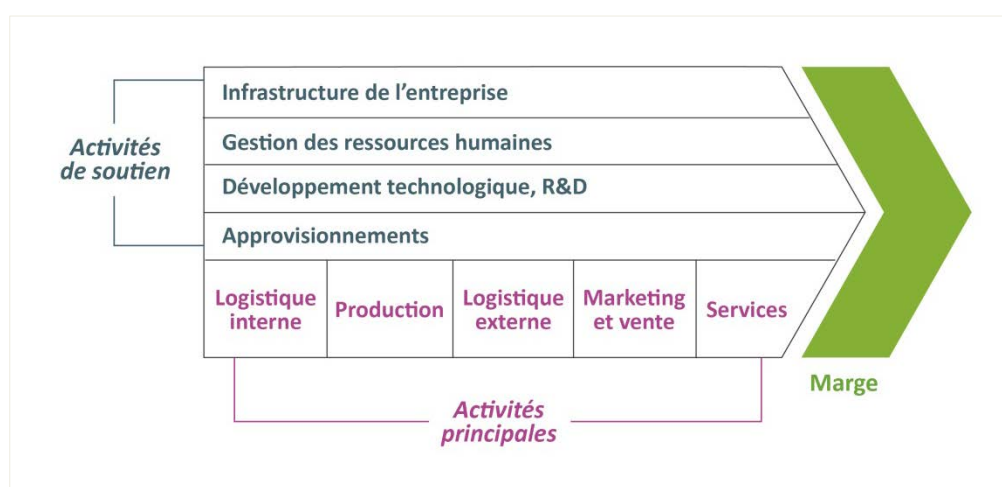 Infrastructure de l’entreprise
Activités
de soutien
Gestion des ressources humaines
Développement technologique, R&D
Approvisionnements
Logistique
interne
Production
Logistique
externe
Marketing
et vente
Services
Marge
Activités
principales